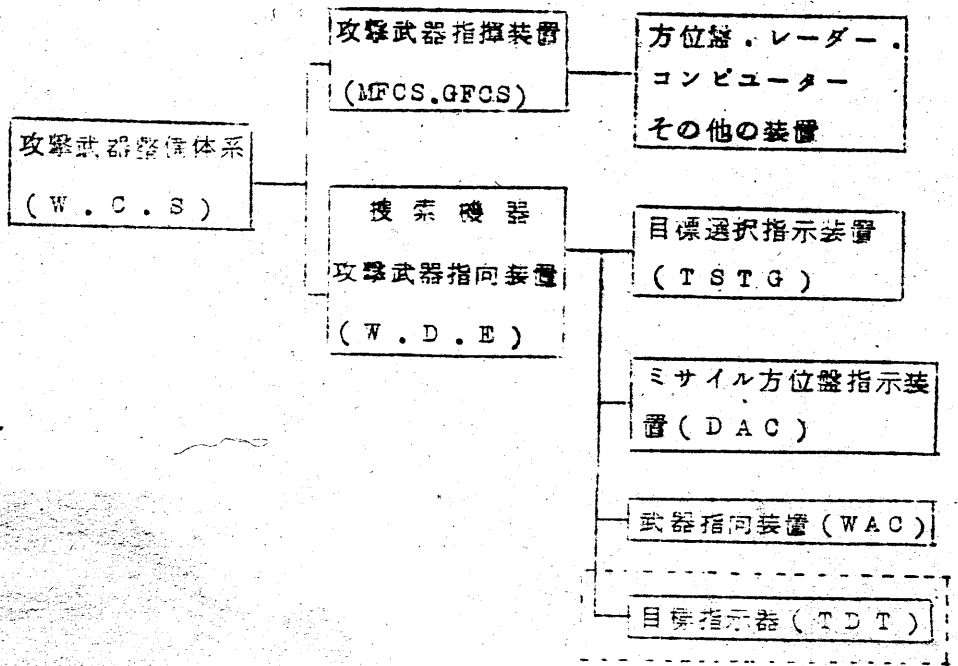 攻撃武器指揮装置
(MFCS.GFCS)
方位盤．レーダー．
コンピユーター
その他の装置
攻撃武器整備体系
(W.C.S)
捜索機器
攻撃武器指向装置
(W.D.E)
目標選択指示装置
(TSTG)
ミサイル方位盤指示装
置(DAC)
武器指向装置(WAC)
目標指示器(TDT)